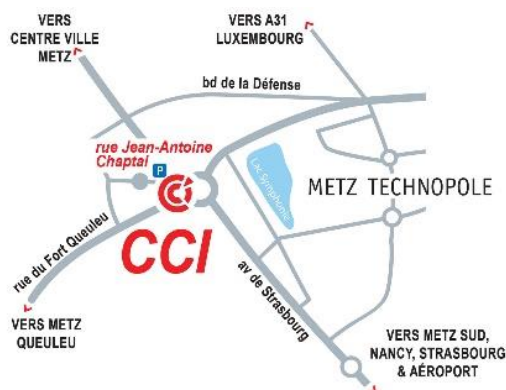 VERS
CENTRE VILLE
METZ
VERS A31
LUXEMBOURG
bd de la Défense
rue Jean-Antoine
Chaptal
P
Lac Symphonie
METZ TECHNOPOLE
CCI
rue du Fort Queuleu
av de Strasbourg
VERS METZ
QUEULEU
VERS METZ SUD,
NANCY, STRASBOURG
& AÉROPORT